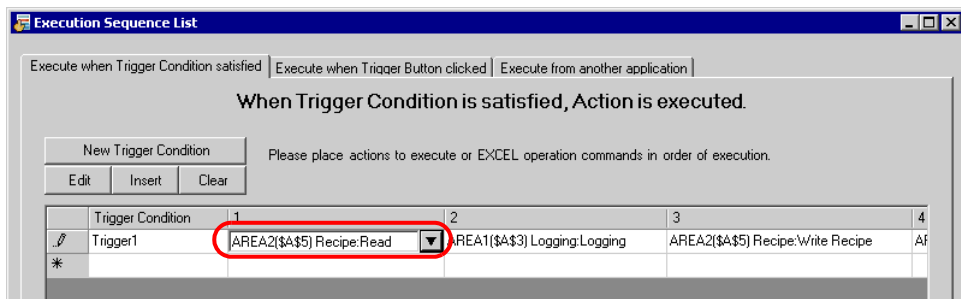 Execution Sequence List
Execute when Trigger Condition satisfied Execute when Trigger Button clicked Execute from another application
When Trigger Condition is satisfied, Action is executed.
New Trigger Condition
Please place actions to execute or EXCEL operation commands in order of execution.
Edit Insert Clear
Trigger Condition 1 2 3 4
Trigger1 AREA2($A$5) Recipe:Read AREA1($A$3) Logging:Logging AREA2($A$5) Recipe:Write Recipe